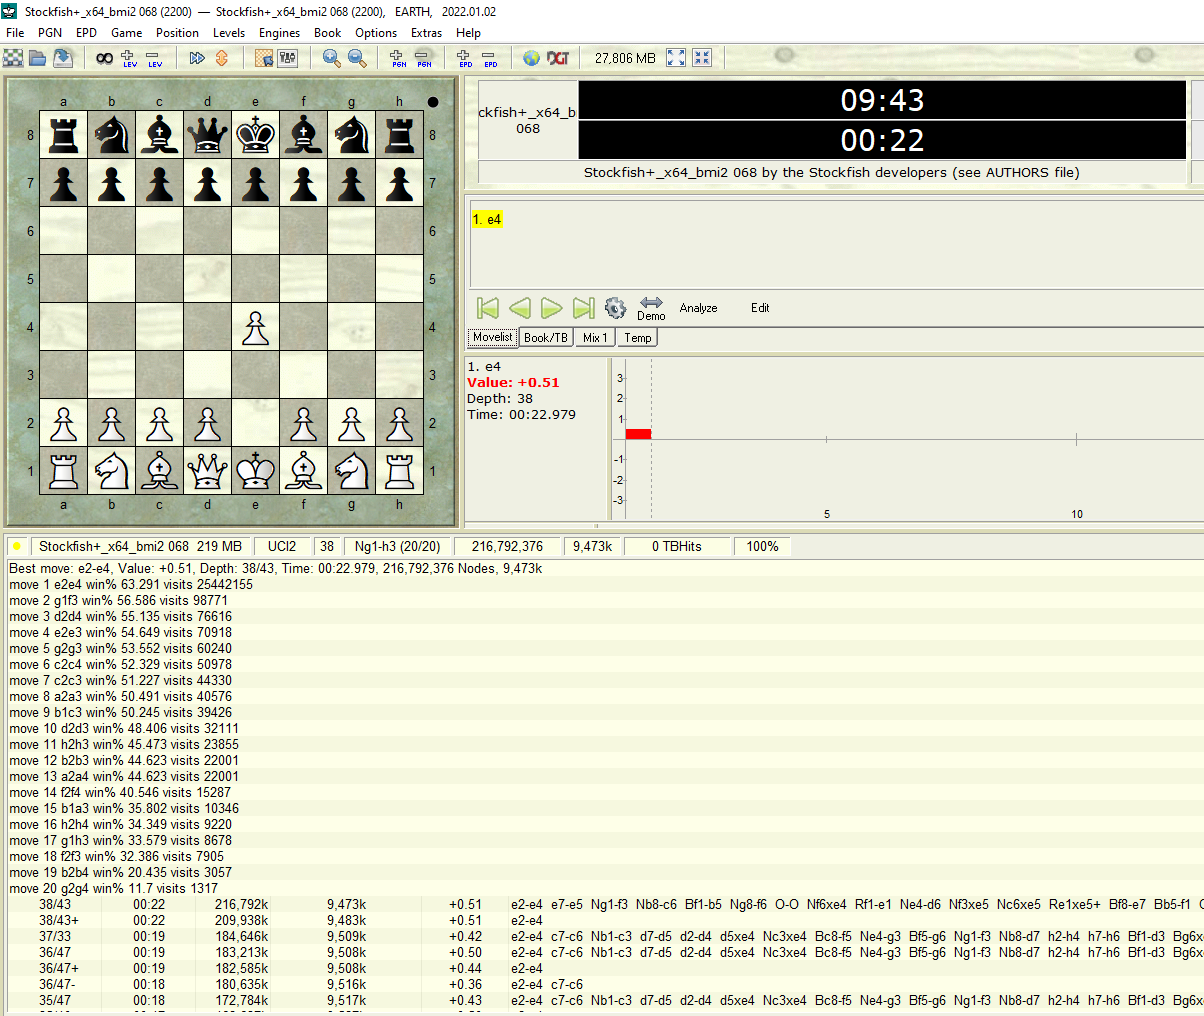 Stockfish+_x64_bmi2 068 (2200) — Stockfish+_x64_bmi2 068 (2200), EARTH, 2022.01.02
File PGN EPD Game Position Levels Engines Book Options Extras Help
LEV LEV PGN PGN EPD EPD DGT 27,806 MB
a b c d e f g h
8 8
7 7
6 6
5 5
4 4
3 3
2 2
1 1
a b c d e f g h
ckfish+_x64_b
068
09:43
00:22
Stockfish+_x64_bmi2 068 by the Stockfish developers (see AUTHORS file)
1. e4
Demo Analyze Edit
Movelist Book/TB Mix 1 Temp
1. e4
Value: +0.51
Depth: 38
Time: 00:22.979
3
2
1
-1
-2
-3
5 10
Stockfish+_x64_bmi2 068 219 MB UCI2 38 Ng1-h3 (20/20) 216,792,376 9,473k 0 TBHits 100%
Best move: e2-e4, Value: +0.51, Depth: 38/43, Time: 00:22.979, 216,792,376 Nodes, 9,473k
move 1 e2e4 win% 63.291 visits 25442155
move 2 g1f3 win% 56.586 visits 98771
move 3 d2d4 win% 55.135 visits 76616
move 4 e2e3 win% 54.649 visits 70918
move 5 g2g3 win% 53.552 visits 60240
move 6 c2c4 win% 52.329 visits 50978
move 7 c2c3 win% 51.227 visits 44330
move 8 a2a3 win% 50.491 visits 40576
move 9 b1c3 win% 50.245 visits 39426
move 10 d2d3 win% 48.406 visits 32111
move 11 h2h3 win% 45.473 visits 23855
move 12 b2b3 win% 44.623 visits 22001
move 13 a2a4 win% 44.623 visits 22001
move 14 f2f4 win% 40.546 visits 15287
move 15 b1a3 win% 35.802 visits 10346
move 16 h2h4 win% 34.349 visits 9220
move 17 g1h3 win% 33.579 visits 8678
move 18 f2f3 win% 32.386 visits 7905
move 19 b2b4 win% 20.435 visits 3057
move 20 g2g4 win% 11.7 visits 1317
38/43 00:22 216,792k 9,473k +0.51 e2-e4 e7-e5 Ng1-f3 Nb8-c6 Bf1-b5 Ng8-f6 O-O Nf6xe4 Rf1-e1 Ne4-d6 Nf3xe5 Nc6xe5 Re1xe5+ Bf8-e7 Bb5-f1
38/43+ 00:22 209,938k 9,483k +0.51 e2-e4
37/33 00:19 184,646k 9,509k +0.42 e2-e4 c7-c6 Nb1-c3 d7-d5 d2-d4 d5xe4 Nc3xe4 Bc8-f5 Ne4-g3 Bf5-g6 Ng1-f3 Nb8-d7 h2-h4 h7-h6 Bf1-d3 Bg6x
36/47 00:19 183,213k 9,508k +0.50 e2-e4 c7-c6 Nb1-c3 d7-d5 d2-d4 d5xe4 Nc3xe4 Bc8-f5 Ne4-g3 Bf5-g6 Ng1-f3 Nb8-d7 h2-h4 h7-h6 Bf1-d3 Bg6x
36/47+ 00:19 182,585k 9,508k +0.44 e2-e4
36/47- 00:18 180,635k 9,516k +0.36 e2-e4 c7-c6
35/47 00:18 172,784k 9,517k +0.43 e2-e4 c7-c6 Nb1-c3 d7-d5 d2-d4 d5xe4 Nc3xe4 Bc8-f5 Ne4-g3 Bf5-g6 Ng1-f3 Nb8-d7 h2-h4 h7-h6 Bf1-d3 Bg6x